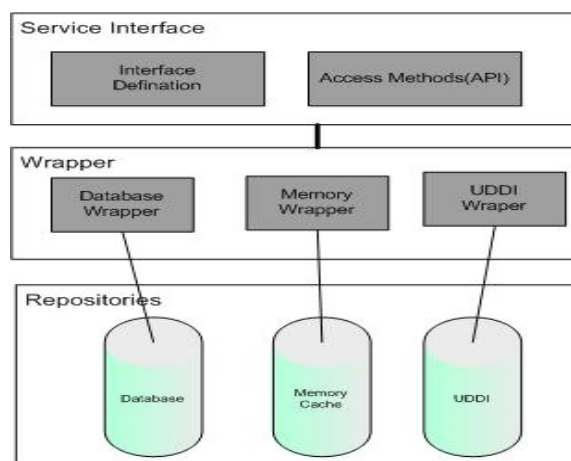 Service Interface
Interface
Defination
Access Methods(API)
Wrapper
Database
Wrapper
Memory
Wrapper
UDDI
Wraper
Repositories
Database
Memory
Cache
UDDI